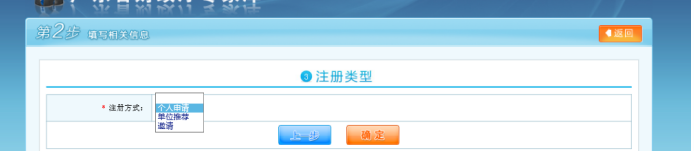 第2步 填写相关信息
返回
3 注册类型
* 注册方式:
个人申请
单位推荐
邀请
上一步 确定